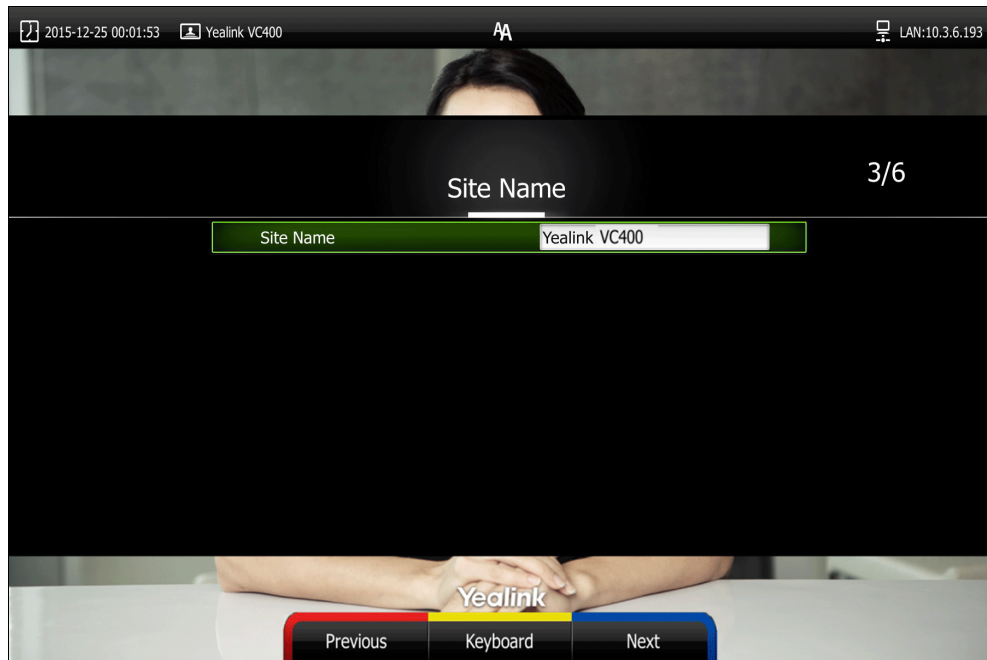 2015-12-25 00:01:53 Yealink VC400 AA LAN:10.3.6.193
3/6
Site Name
Site Name Yealink VC400
Yealink
Previous Keyboard Next